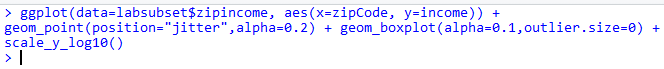 > ggplot(data=labsubset$zipincome, aes(x=zipCode, y=income)) +
geom_point(position="jitter",alpha=0.2) + geom_boxplot(alpha=0.1,outlier.size=0) +
scale_y_log10()
>